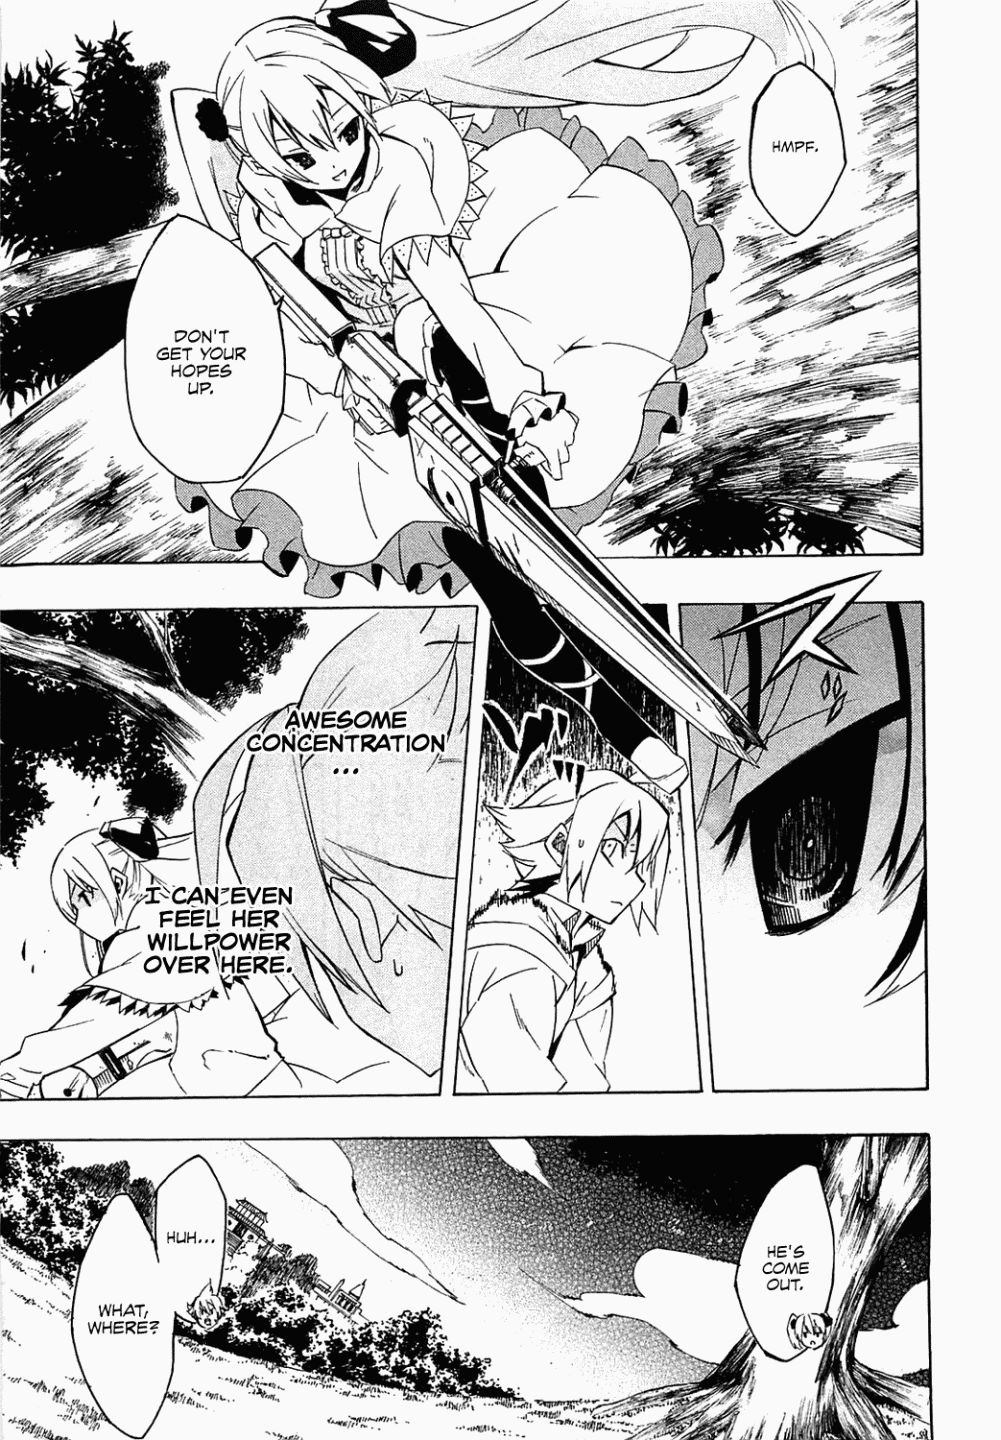 HMPF.
DON'T
GET YOUR
HOPES
UP.
AWESOME
CONCENTRATION
...
I CAN EVEN
FEEL HER
WILLPOWER
OVER HERE.
HE'S
COME
OUT.
HUH...
WHAT,
WHERE?